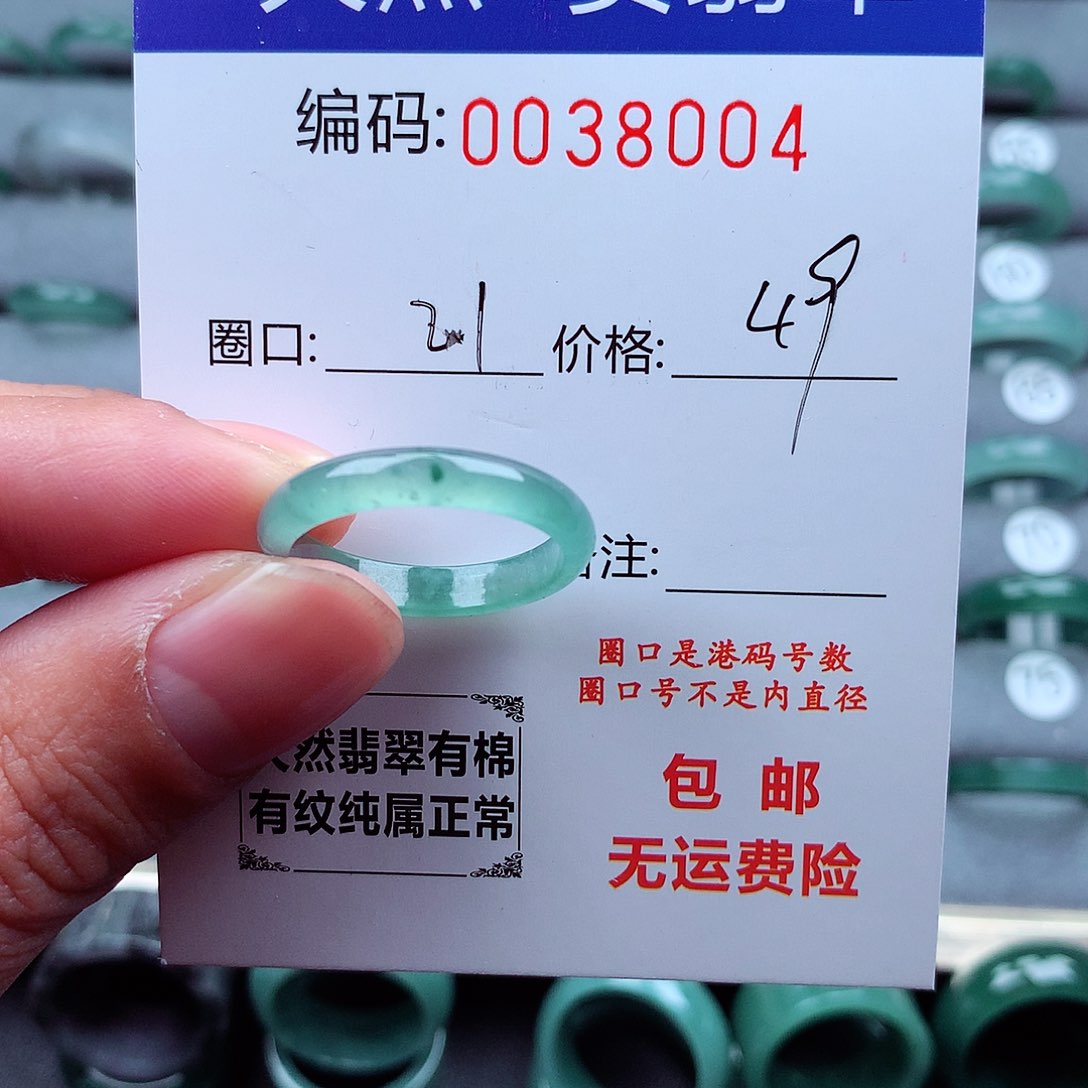 编码:0038004
圈口: 21 价格: 49
注:
圈口是港码号数
圈口号不是内直径
然翡翠有棉
有纹纯属正常
包邮
无运费险